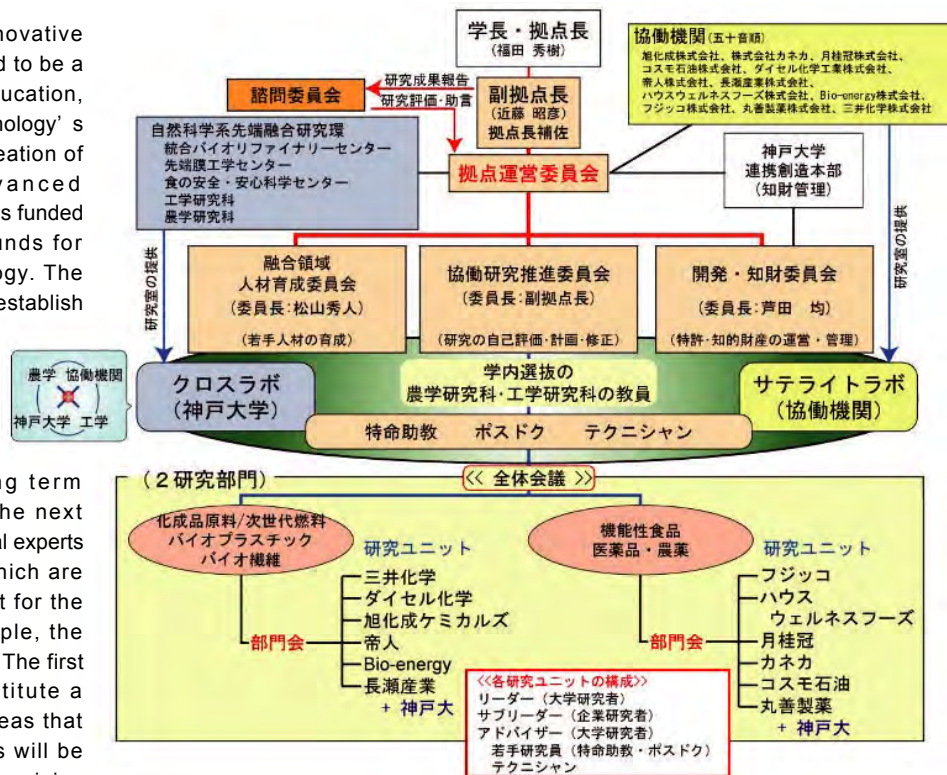 novative
d to be a
ucation,
nology' s
eation of
vanced
s funded
unds for
ogy. The
establish
ng term
he next
al experts
hich are
t for the
ple, the
The first
titute a
eas that
s will be
学長・拠点長
(福田 秀樹)
副拠点長
(近藤 昭彦)
拠点長補佐
諮問委員会
研究成果報告
研究評価・助言
拠点運営委員会
協働機関(五十音順)
旭化成株式会社、株式会社カネカ、月桂冠株式会社、
コスモ石油株式会社、ダイセル化学工業株式会社、
帝人株式会社、長瀬産業株式会社、
ハウスウェルネスフーズ株式会社、Bio-energy株式会社、
フジッコ株式会社、丸善製薬株式会社、三井化学株式会社
自然科学系先端融合研究環
統合バイオリファイナリーセンター
先端膜工学センター
食の安全・安心科学センター
工学研究科
農学研究科
神戸大学
連携創造本部
(知財管理)
研究室の提供
研究室の提供
融合領域
人材育成委員会
(委員長:松山秀人)
(若手人材の育成)
協働研究推進委員会
(委員長:副拠点長)
(研究の自己評価・計画・修正)
開発・知財委員会
(委員長:芦田 均)
(特許・知的財産の運営・管理)
農学 協働機関
神戸大学 工学
クロスラボ
(神戸大学)
学内選抜の
農学研究科・工学研究科の教員
サテライトラボ
(協働機関)
特命助教 ポスドク テクニシャン
(2研究部門)
<< 全体会議 >>
化成品原料/次世代燃料
バイオプラスチック
バイオ繊維
研究ユニット
部門会
三井化学
ダイセル化学
旭化成ケミカルズ
帝人
Bio-energy
長瀬産業
+ 神戸大
機能性食品
医薬品・農薬
研究ユニット
部門会
フジッコ
ハウス
ウェルネスフーズ
月桂冠
カネカ
コスモ石油
丸善製薬
+ 神戸大
<<各研究ユニットの構成>>
リーダー(大学研究者)
サブリーダー(企業研究者)
アドバイザー(大学研究者)
若手研究員(特命助教・ポスドク)
テクニシャン